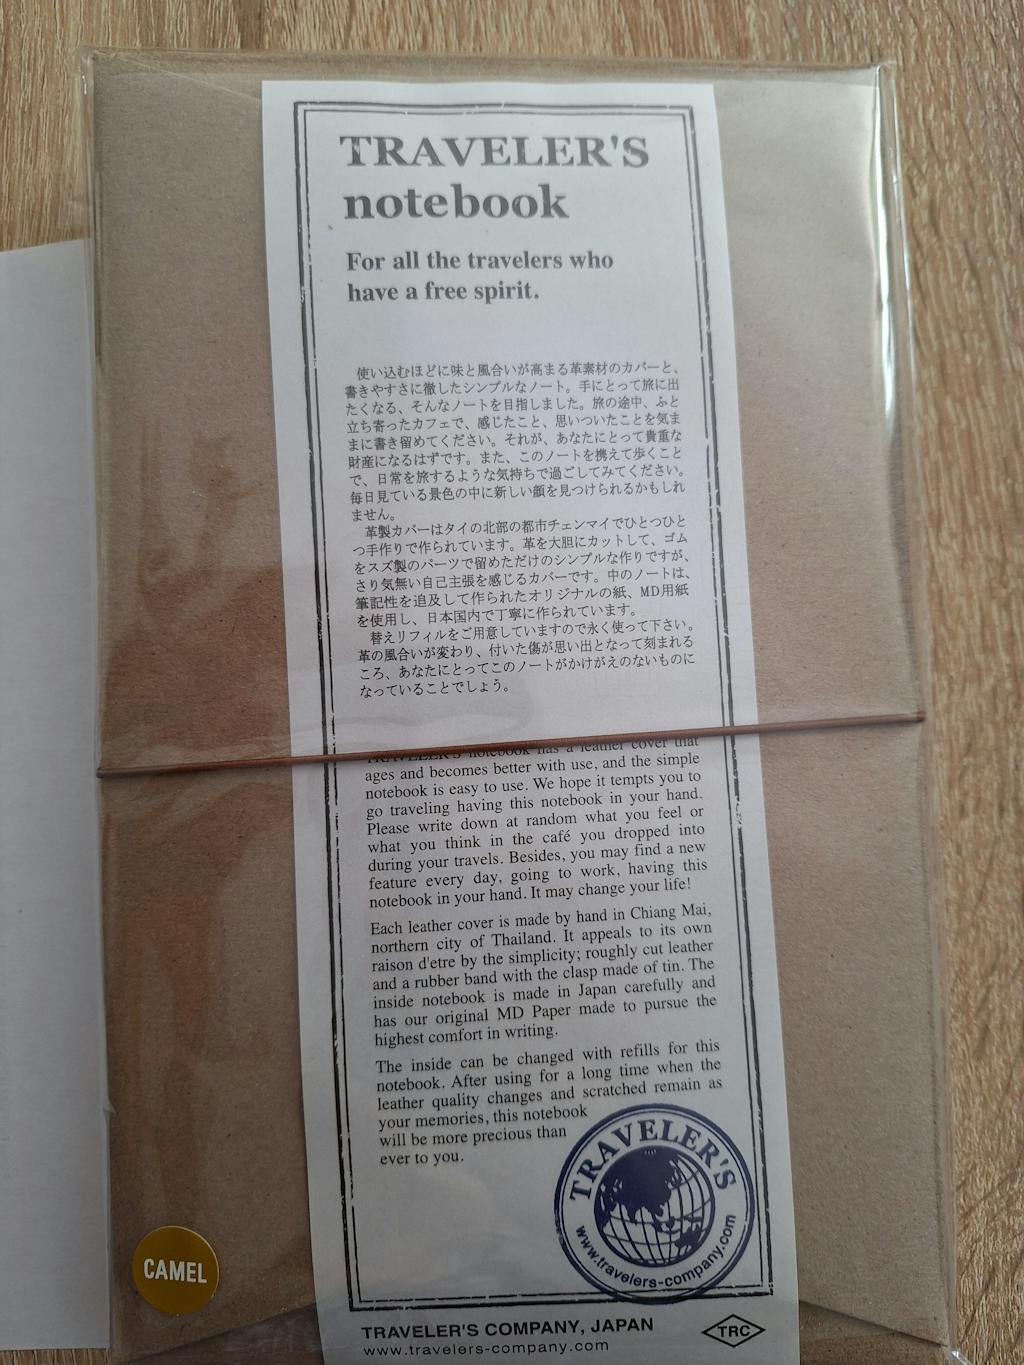 TRAVELER'S
notebook
For all the travelers who
have a free spirit.
使い込むほどに味と風合いが高まる革素材のカバーと、
書きやすさに徹したシンプルなノート。手にとって旅に出
たくなる、そんなノートを目指しました。旅の途中、ふと
立ち寄ったカフェで、感じたこと、思いついたことを気ま
まに書き留めてください。それが、あなたにとって貴重な
財産になるはずです。また、このノートを携えて歩くこと
で、日常を旅するような気持ちで過ごしてみてください。
毎日見ている景色の中に新しい顔を見つけられるかもしれ
ません。
革製カバーはタイの北部の都市チェンマイでひとつひと
つ手作りで作られています。革を大胆にカットして、ゴム
をスズ製のパーツで留めただけのシンプルな作りですが、
さり気無い自己主張を感じるカバーです。中のノートは、
筆記性を追及して作られたオリジナルの紙、MD用紙
を使用し、日本国内で丁寧に作られています。
替えリフィルをご用意していますので永く使って下さい。
革の風合いが変わり、付いた傷が思い出となって刻まれる
ころ、あなたにとってこのノートがかけがえのないものに
なっていることでしょう。
TRAVELER'S notebook has a leather cover that
ages and becomes better with use, and the simple
notebook is easy to use. We hope it tempts you to
go traveling having this notebook in your hand.
Please write down at random what you feel or
what you think in the café you dropped into
during your travels. Besides, you may find a new
feature every day, going to work, having this
notebook in your hand. It may change your life!
Each leather cover is made by hand in Chiang Mai,
northern city of Thailand. It appeals to its own
raison d'etre by the simplicity; roughly cut leather
and a rubber band with the clasp made of tin. The
inside notebook is made in Japan carefully and
has our original MD Paper made to pursue the
highest comfort in writing.
The inside can be changed with refills for this
notebook. After using for a long time when the
leather quality changes and scratched remain as
your memories, this notebook
will be more precious than
ever to you.
TRAVELER'S
www.travelers-company.com
CAMEL
TRAVELER'S COMPANY, JAPAN
TRC
www.travelers-company.com